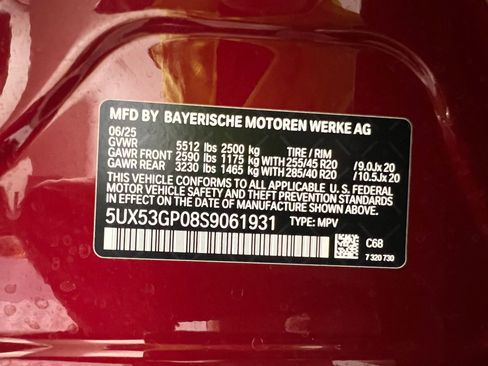 MFD BY BAYERISCHE MOTOREN WERKE AG
06/25
GVWR 5512 lbs 2500 kg TIRE / RIM
GAWR FRONT 2590 lbs 1175 kg WITH 255/45 R20 /9.0Jx20
GAWR REAR 3230 lbs 1465 kg WITH 285/40 R20 /10.5Jx20
THIS VEHICLE CONFORMS TO ALL APPLICABLE U.S. FEDERAL
MOTOR VEHICLE SAFETY AND THEFT PREVENTION STANDARDS
IN EFFECT ON THE DATE OF MANUFACTURE SHOWN ABOVE.
5UX53GP08S9061931 TYPE: MPV
C68
7 320 730